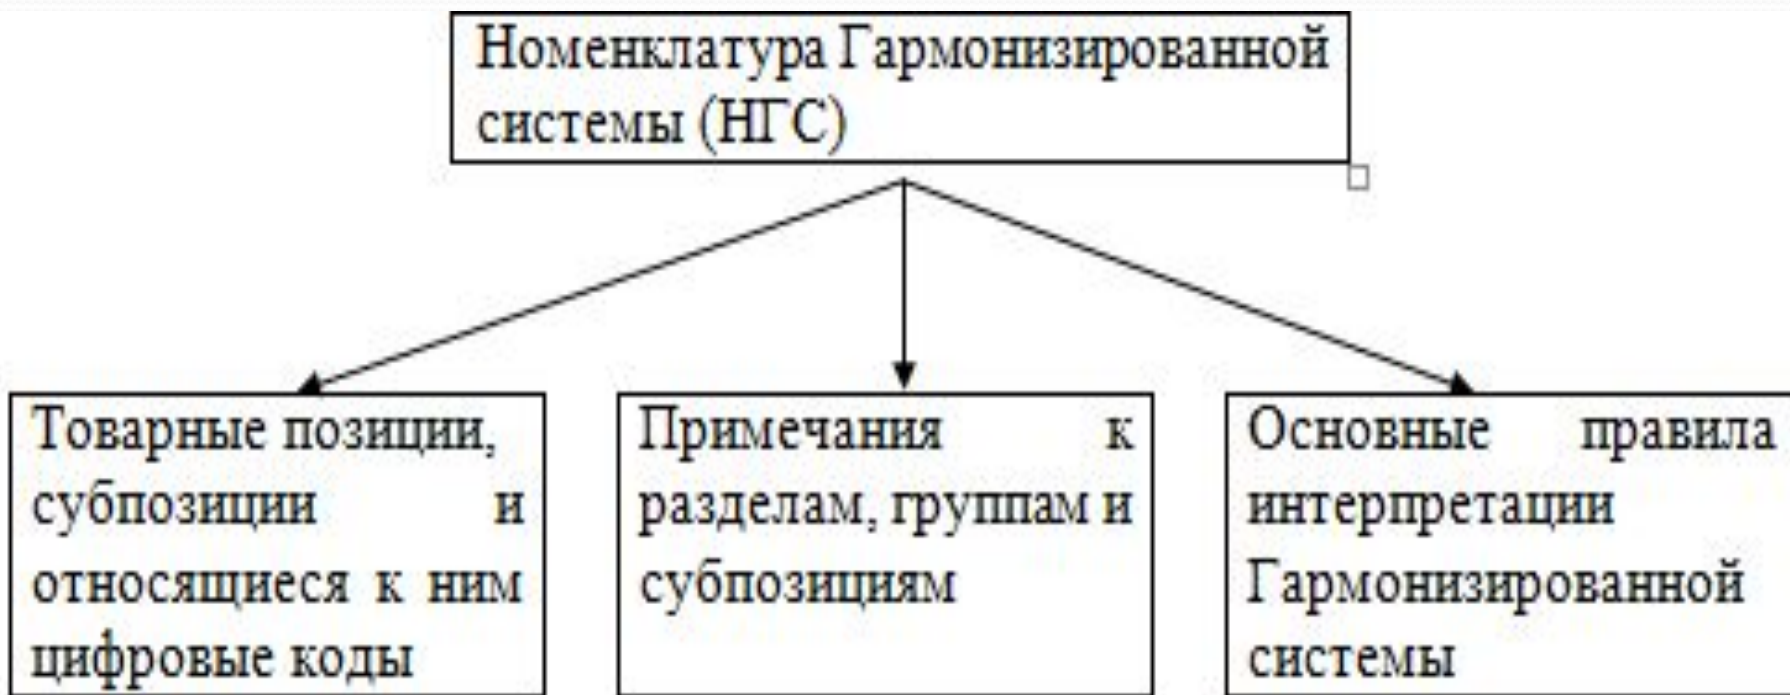 Номенклатура Гармонизированной
системы (НГС)
Товарные позиции,
субпозиции и
относящиеся к ним
цифровые коды
Примечания к
разделам, группам и
субпозициям
Основные правила
интерпретации
Гармонизированной
системы